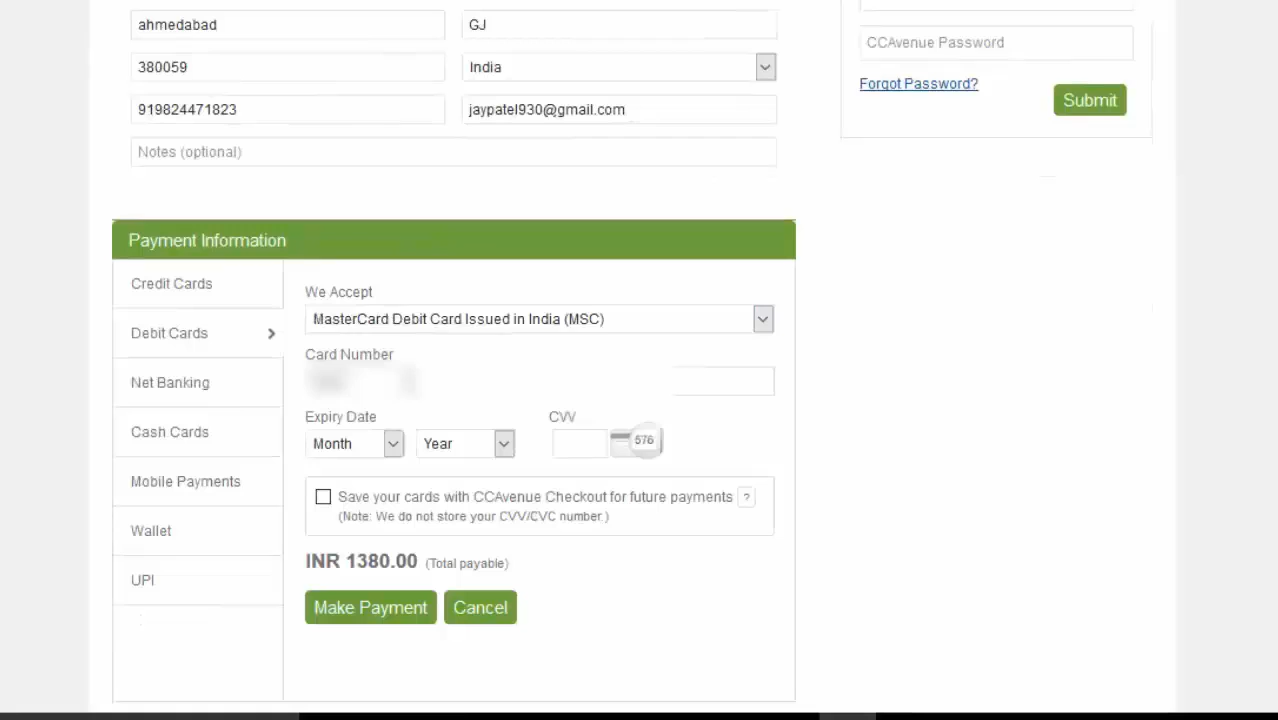 ahmedabad GJ
CCAvenue Password
380059 India
Forgot Password?
Submit
919824471823 jaypatel930@gmail.com
Notes (optional)
Payment Information
Credit Cards
Debit Cards
Net Banking
Cash Cards
Mobile Payments
Wallet
UPI
We Accept
MasterCard Debit Card Issued in India (MSC)
Card Number
Expiry Date CVV
Month Year 576
Save your cards with CCAvenue Checkout for future payments ?
(Note: We do not store your CVV/CVC number.)
INR 1380.00 (Total payable)
Make Payment Cancel